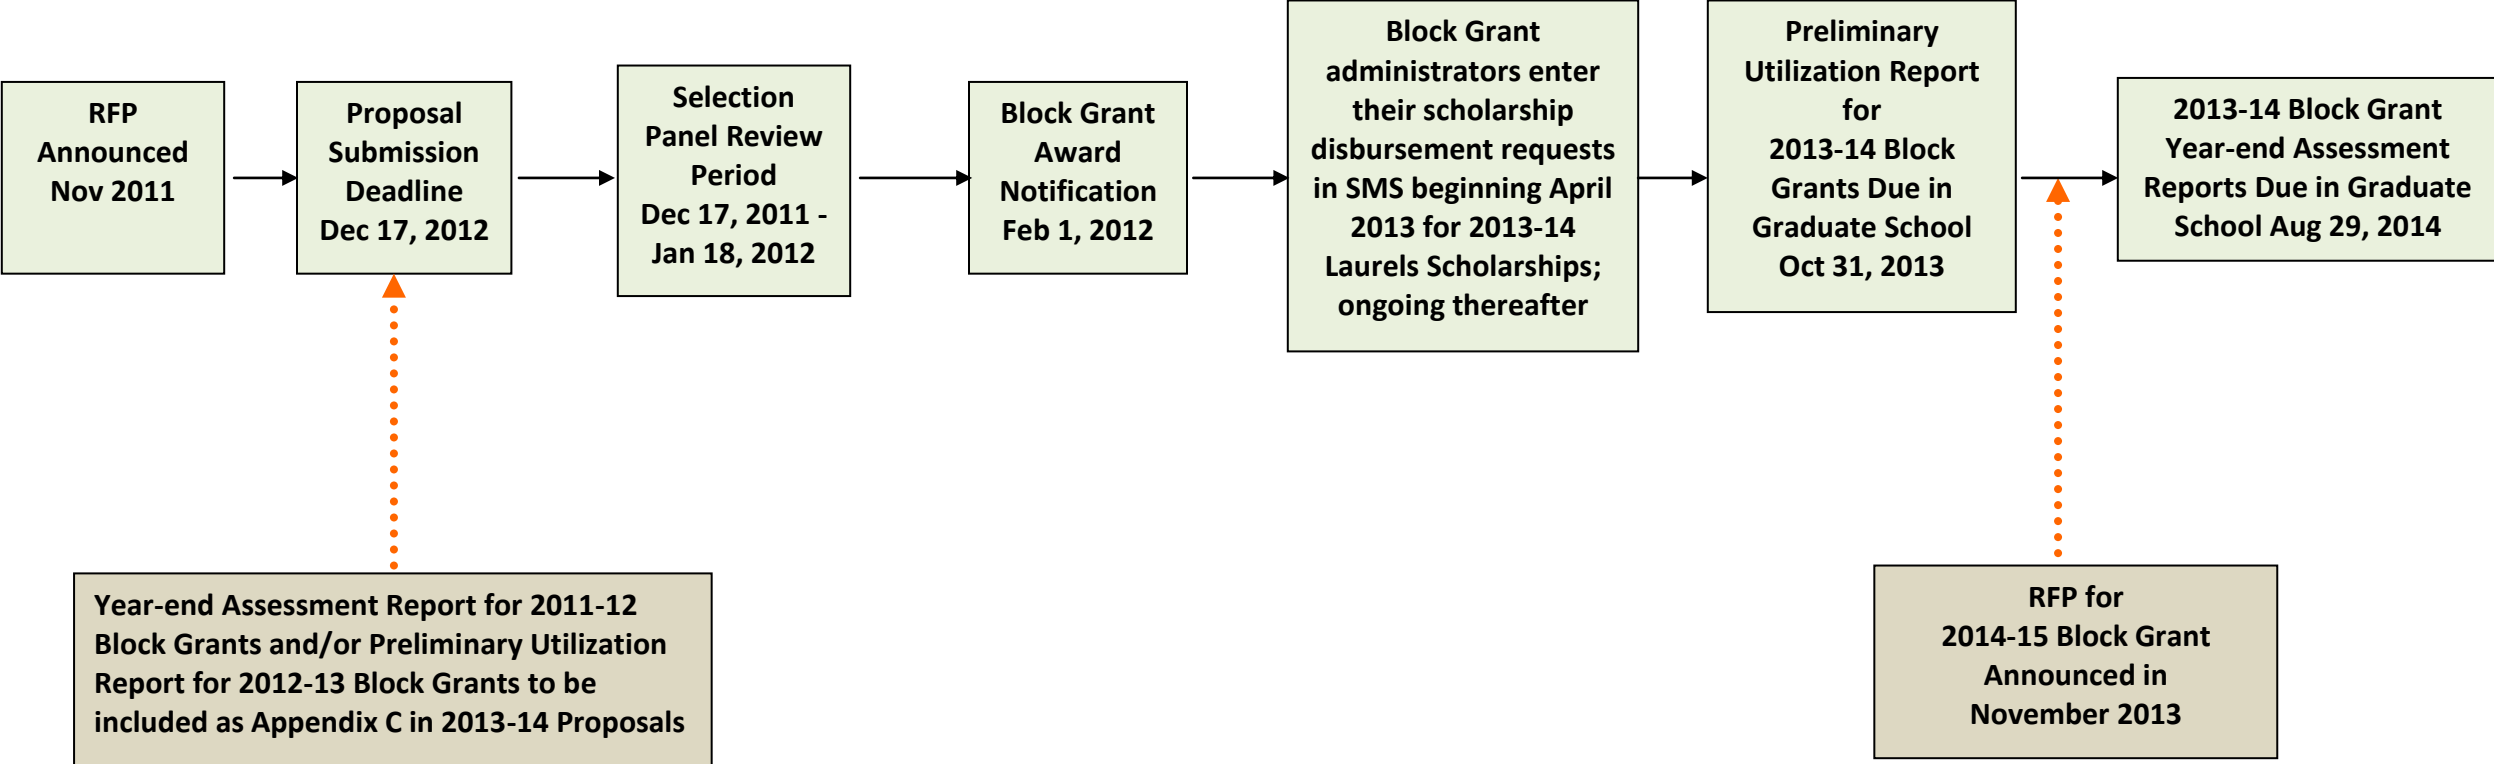 RFP
Announced
Nov 2011
Proposal
Submission
Deadline
Dec 17, 2012
Selection
Panel Review
Period
Dec 17, 2011 -
Jan 18, 2012
Block Grant
Award
Notification
Feb 1, 2012
Block Grant
administrators enter
their scholarship
disbursement requests
in SMS beginning April
2013 for 2013-14
Laurels Scholarships;
ongoing thereafter
Preliminary
Utilization Report
for
2013-14 Block
Grants Due in
Graduate School
Oct 31, 2013
2013-14 Block Grant
Year-end Assessment
Reports Due in Graduate
School Aug 29, 2014
Year-end Assessment Report for 2011-12
Block Grants and/or Preliminary Utilization
Report for 2012-13 Block Grants to be
included as Appendix C in 2013-14 Proposals
RFP for
2014-15 Block Grant
Announced in
November 2013